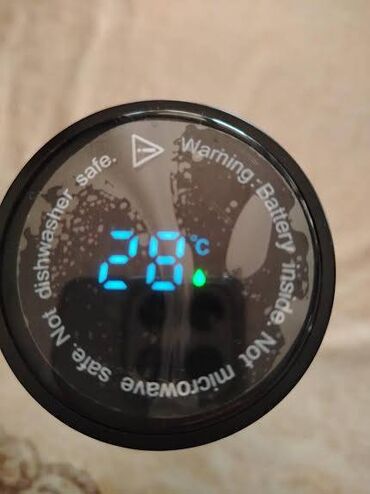 Warning: Battery inside. Not microwave safe. Not dishwasher safe.
28°C